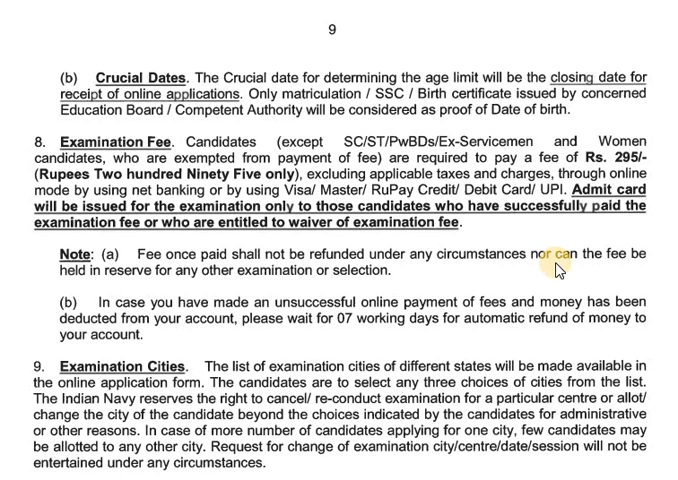 9
(b) Crucial Dates. The Crucial date for determining the age limit will be the closing date for
receipt of online applications. Only matriculation / SSC / Birth certificate issued by concerned
Education Board / Competent Authority will be considered as proof of Date of birth.
8. Examination Fee. Candidates (except SC/ST/PwBDs/Ex-Servicemen and Women
candidates, who are exempted from payment of fee) are required to pay a fee of Rs. 295/-
(Rupees Two hundred Ninety Five only), excluding applicable taxes and charges, through online
mode by using net banking or by using Visa/ Master/ RuPay Credit/ Debit Card/ UPI. Admit card
will be issued for the examination only to those candidates who have successfully paid the
examination fee or who are entitled to waiver of examination fee.
Note: (a) Fee once paid shall not be refunded under any circumstances nor can the fee be
held in reserve for any other examination or selection.
(b) In case you have made an unsuccessful online payment of fees and money has been
deducted from your account, please wait for 07 working days for automatic refund of money to
your account.
9. Examination Cities. The list of examination cities of different states will be made available in
the online application form. The candidates are to select any three choices of cities from the list.
The Indian Navy reserves the right to cancel/ re-conduct examination for a particular centre or allot/
change the city of the candidate beyond the choices indicated by the candidates for administrative
or other reasons. In case of more number of candidates applying for one city, few candidates may
be allotted to any other city. Request for change of examination city/centre/date/session will not be
entertained under any circumstances.